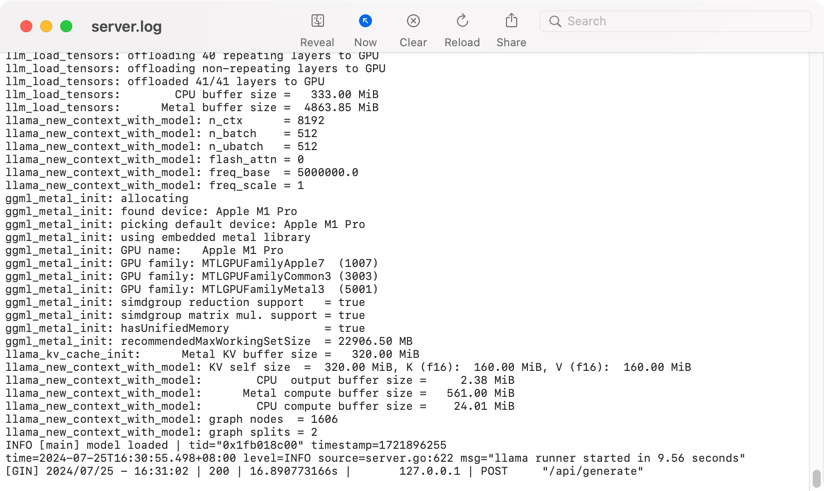 server.log
Reveal
Now
Clear
Reload
Share
Search
llm_load_tensors: offloading 40 repeating layers to GPU
llm_load_tensors: offloading non-repeating layers to GPU
llm_load_tensors: offloaded 41/41 layers to GPU
llm_load_tensors:        CPU buffer size =   333.00 MiB
llm_load_tensors:      Metal buffer size =  4863.85 MiB
llama_new_context_with_model: n_ctx      = 8192
llama_new_context_with_model: n_batch    = 512
llama_new_context_with_model: n_ubatch   = 512
llama_new_context_with_model: flash_attn = 0
llama_new_context_with_model: freq_base  = 5000000.0
llama_new_context_with_model: freq_scale = 1
ggml_metal_init: allocating
ggml_metal_init: found device: Apple M1 Pro
ggml_metal_init: picking default device: Apple M1 Pro
ggml_metal_init: using embedded metal library
ggml_metal_init: GPU name:   Apple M1 Pro
ggml_metal_init: GPU family: MTLGPUFamilyApple7  (1007)
ggml_metal_init: GPU family: MTLGPUFamilyCommon3 (3003)
ggml_metal_init: GPU family: MTLGPUFamilyMetal3  (5001)
ggml_metal_init: simdgroup reduction support   = true
ggml_metal_init: simdgroup matrix mul. support = true
ggml_metal_init: hasUnifiedMemory              = true
ggml_metal_init: recommendedMaxWorkingSetSize  = 22906.50 MB
llama_kv_cache_init:      Metal KV buffer size =   320.00 MiB
llama_new_context_with_model: KV self size  =  320.00 MiB, K (f16):  160.00 MiB, V (f16):  160.00 MiB
llama_new_context_with_model:        CPU  output buffer size =     2.38 MiB
llama_new_context_with_model:      Metal compute buffer size =   561.00 MiB
llama_new_context_with_model:        CPU compute buffer size =    24.01 MiB
llama_new_context_with_model: graph nodes  = 1606
llama_new_context_with_model: graph splits = 2
INFO [main] model loaded | tid="0x1fb018c00" timestamp=1721896255
time=2024-07-25T16:30:55.498+08:00 level=INFO source=server.go:622 msg="llama runner started in 9.56 seconds"
[GIN] 2024/07/25 - 16:31:02 | 200 | 16.890773166s |       127.0.0.1 | POST     "/api/generate"